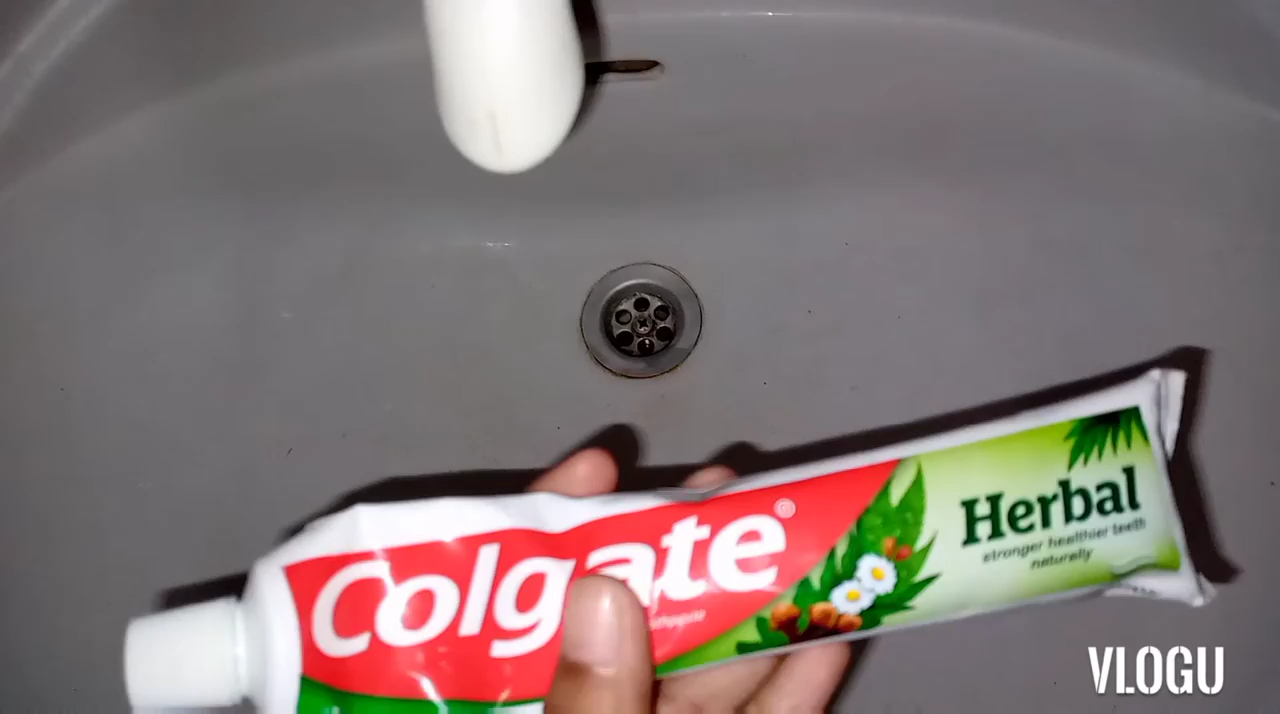 Colgate®
Herbal
stronger healthier teeth
naturally
VLOGU